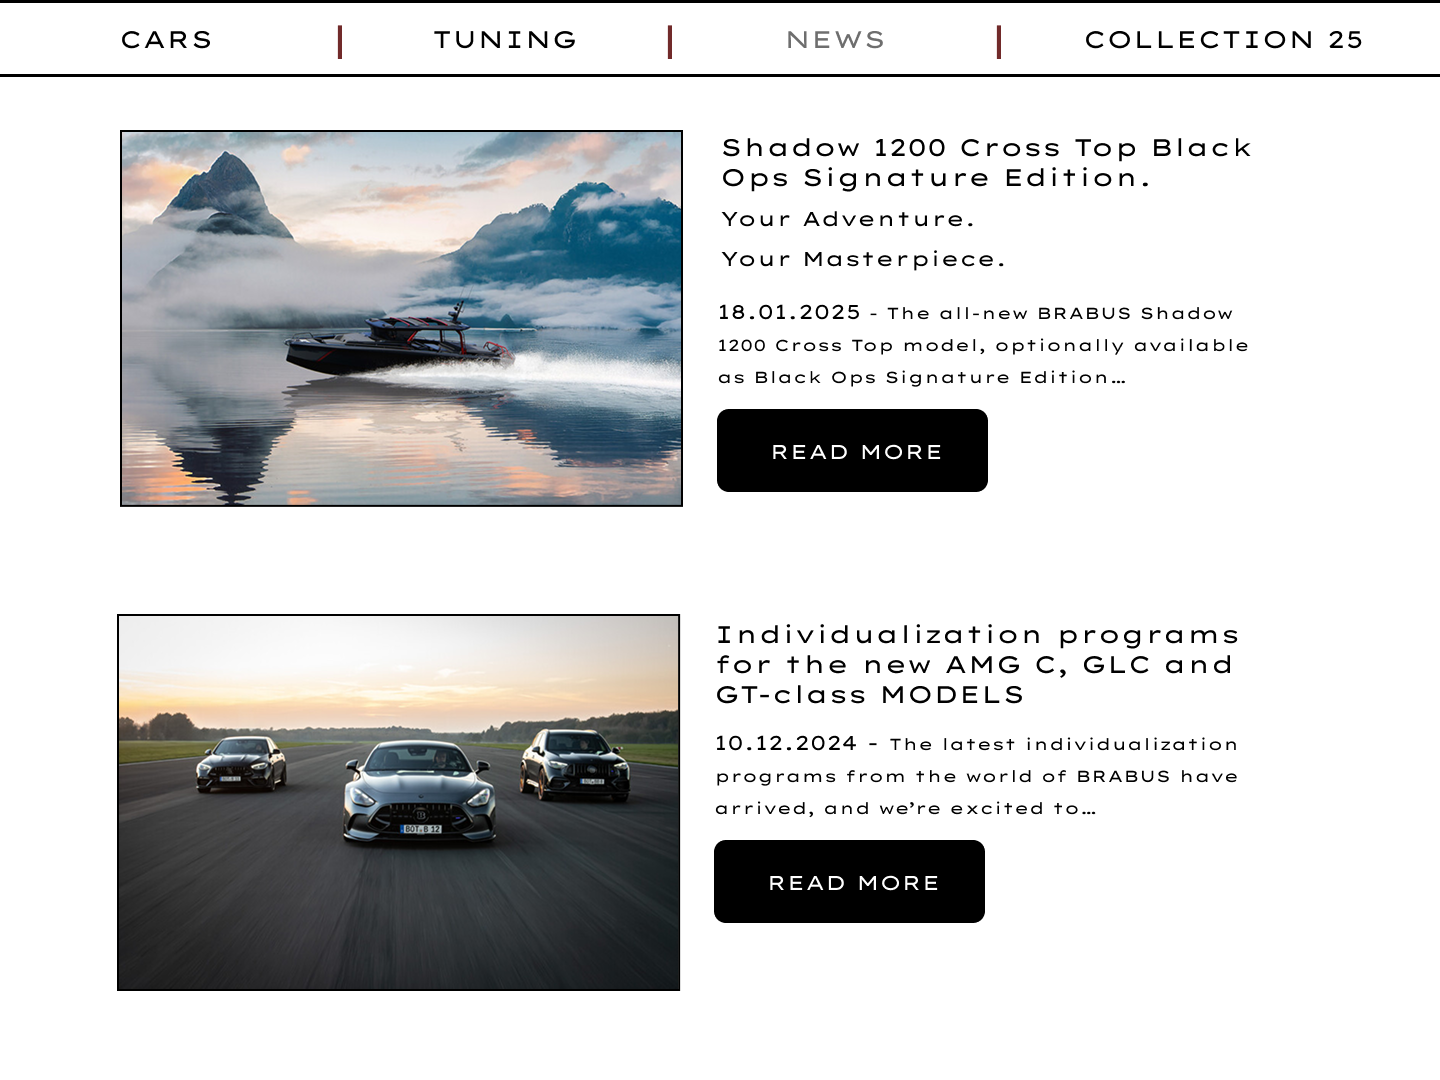 CARS
TUNING
NEWS
COLLECTION 25
Shadow 1200 Cross Top Black
Ops Signature Edition.
Your Adventure.
Your Masterpiece.
18.01.2025 - The all-new BRABUS Shadow
1200 Cross Top model, optionally available
as Black Ops Signature Edition…
READ MORE
Individualization programs
for the new AMG C, GLC and
GT-class MODELS
10.12.2024 - The latest individualization
programs from the world of BRABUS have
arrived, and we’re excited to…
BOT B 12
READ MORE